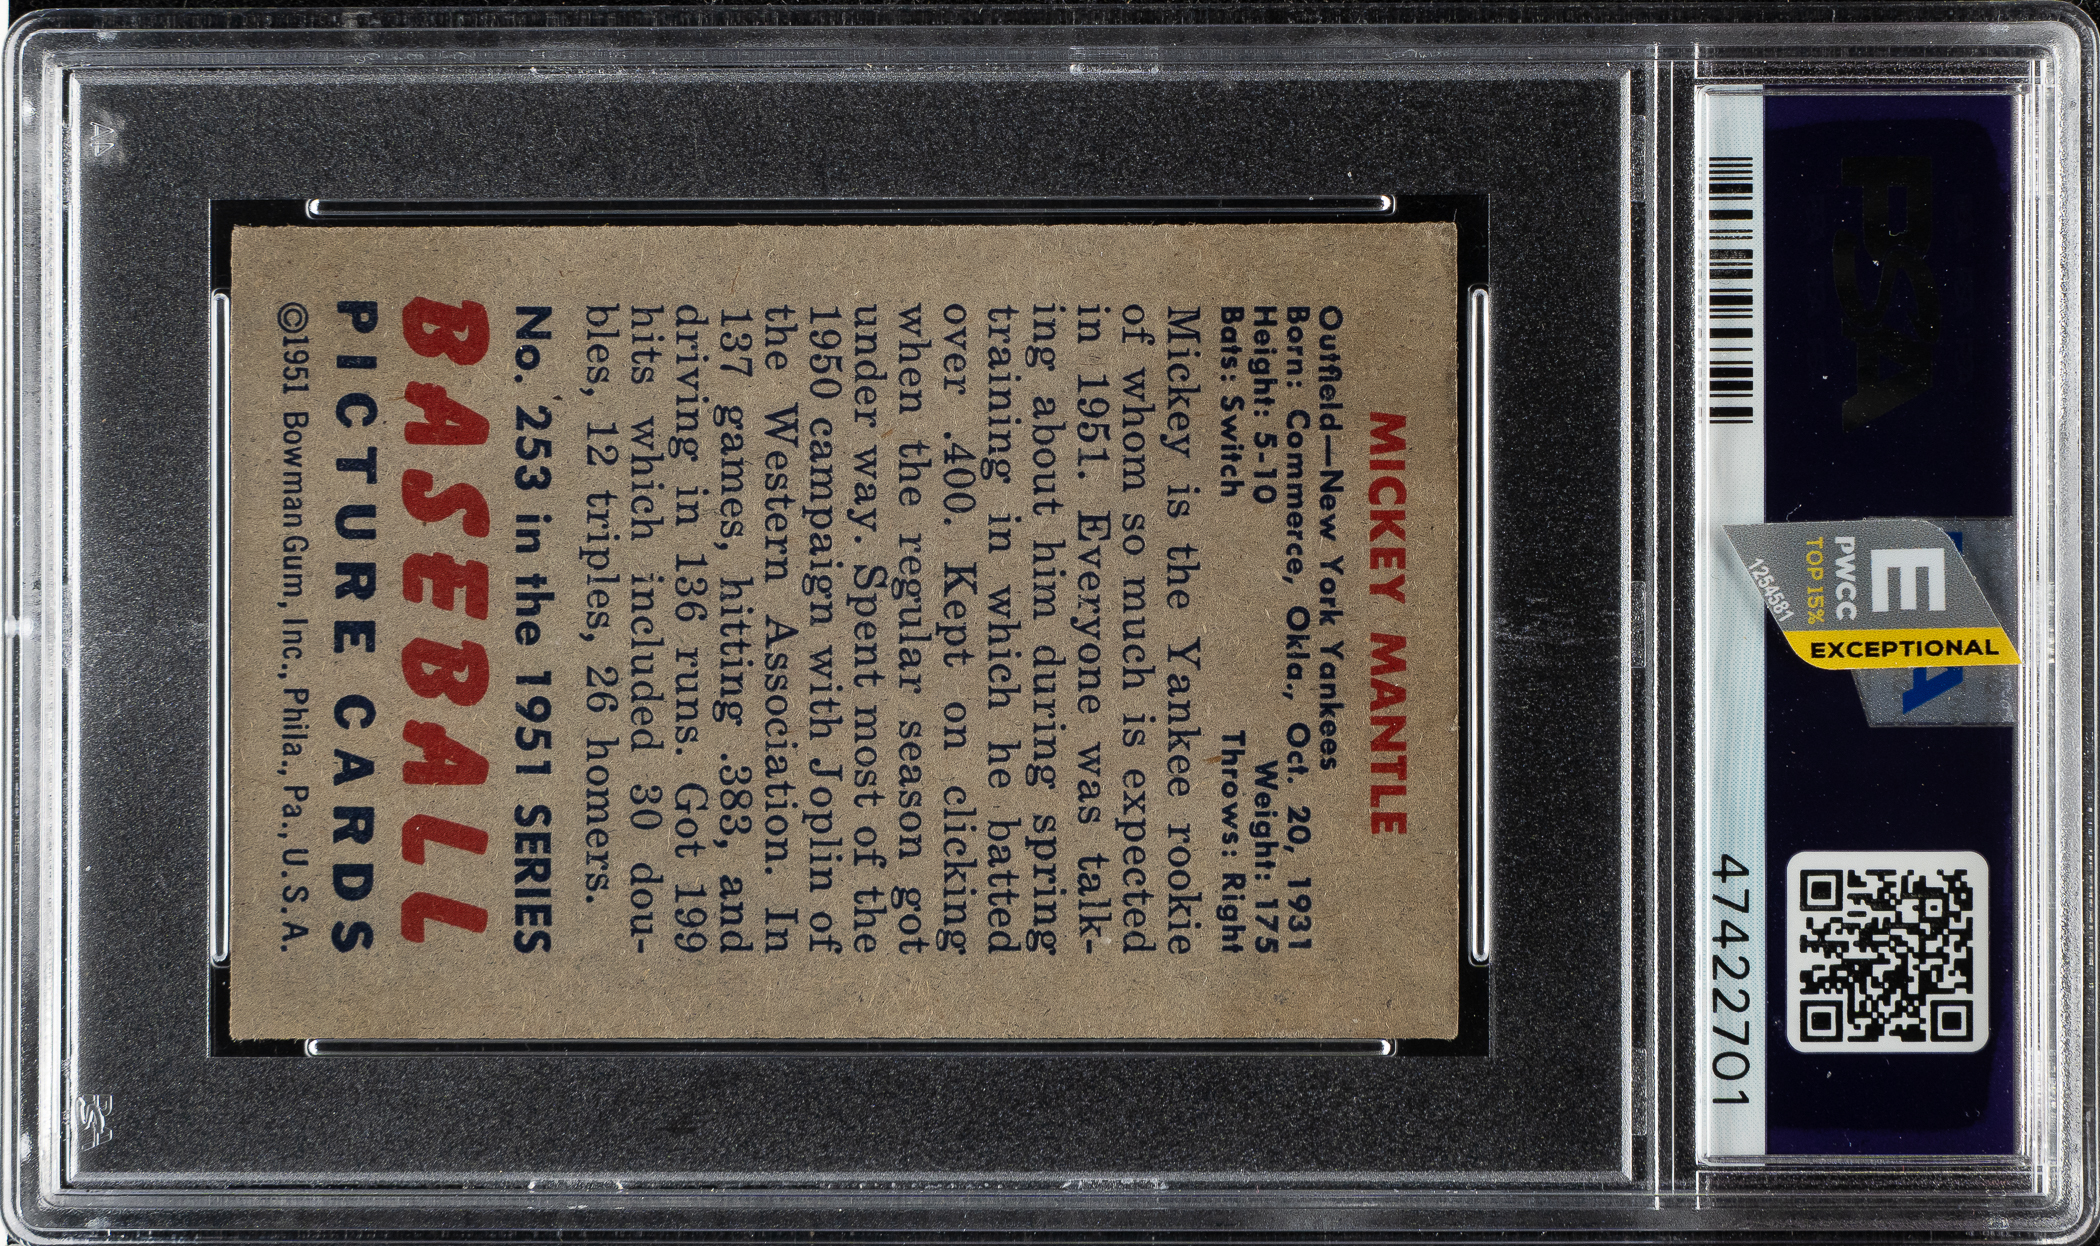 PSA
E
PWCC
TOP 15%
EXCEPTIONAL
1254581
A
47422701
MICKEY MANTLE
Outfield—New York Yankees
Born: Commerce, Okla., Oct. 20, 1931
Height: 5-10 Weight: 175
Bats: Switch Throws: Right
Mickey is the Yankee rookie
of whom so much is expected
in 1951. Everyone was talk-
ing about him during spring
training in which he batted
over .400. Kept on clicking
when the regular season got
under way. Spent most of the
1950 campaign with Joplin of
the Western Association. In
137 games, hitting .383, and
driving in 136 runs. Got 199
hits which included 30 dou-
bles, 12 triples, 26 homers.
No. 253 in the 1951 SERIES
BASEBALL
PICTURE CARDS
©1951 Bowman Gum, Inc., Phila., Pa., U.S.A.
PSA